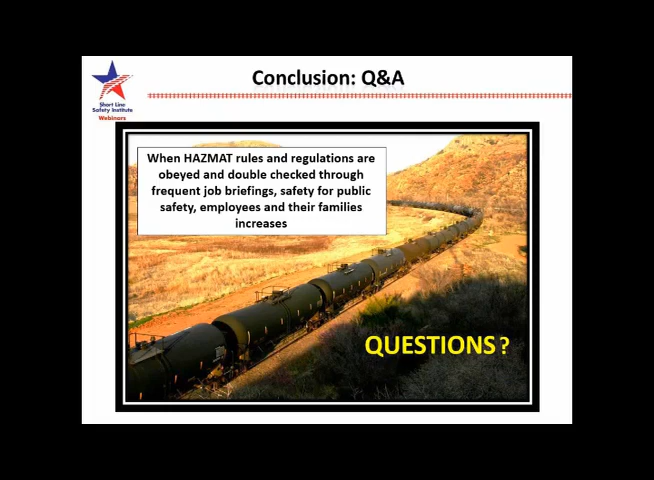 Conclusion: Q&A
Short Line
Safety Institute
Webinars
When HAZMAT rules and regulations are
obeyed and double checked through
frequent job briefings, safety for public
safety, employees and their families
increases
QUESTIONS ?